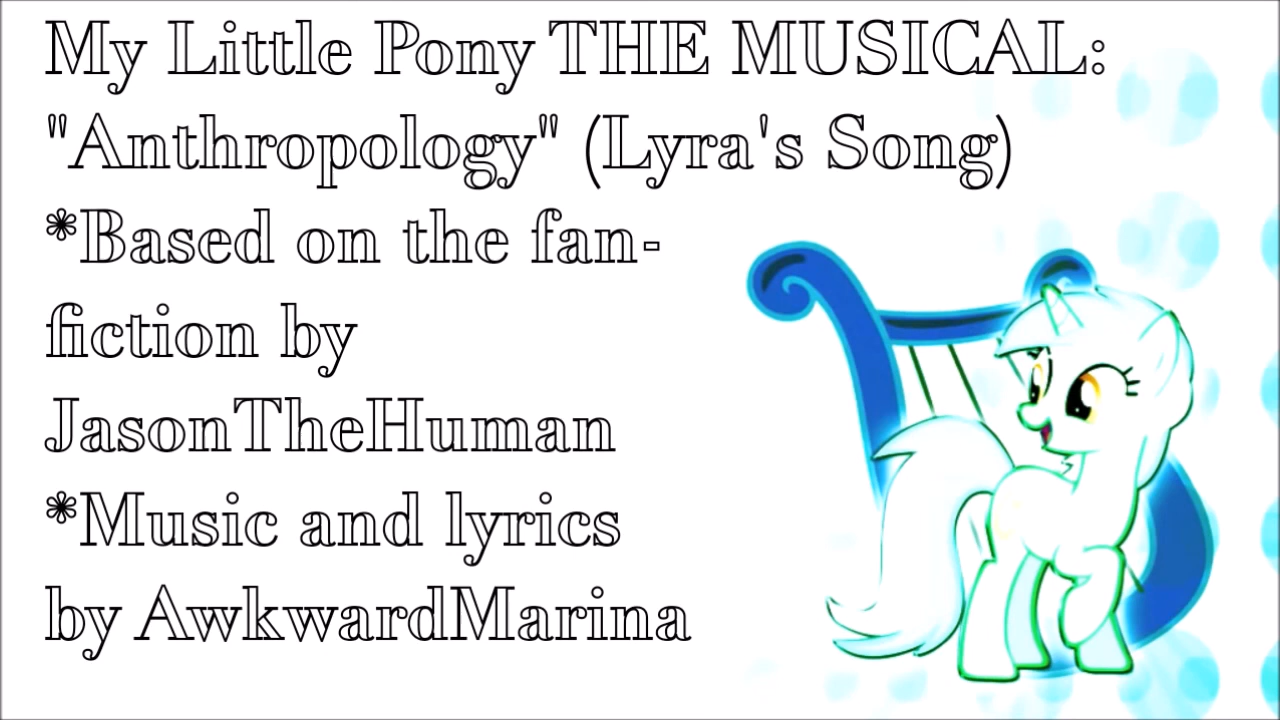 My Little Pony THE MUSICAL:
"Anthropology" (Lyra's Song)
*Based on the fan-
fiction by
JasonTheHuman
*Music and lyrics
by AwkwardMarina